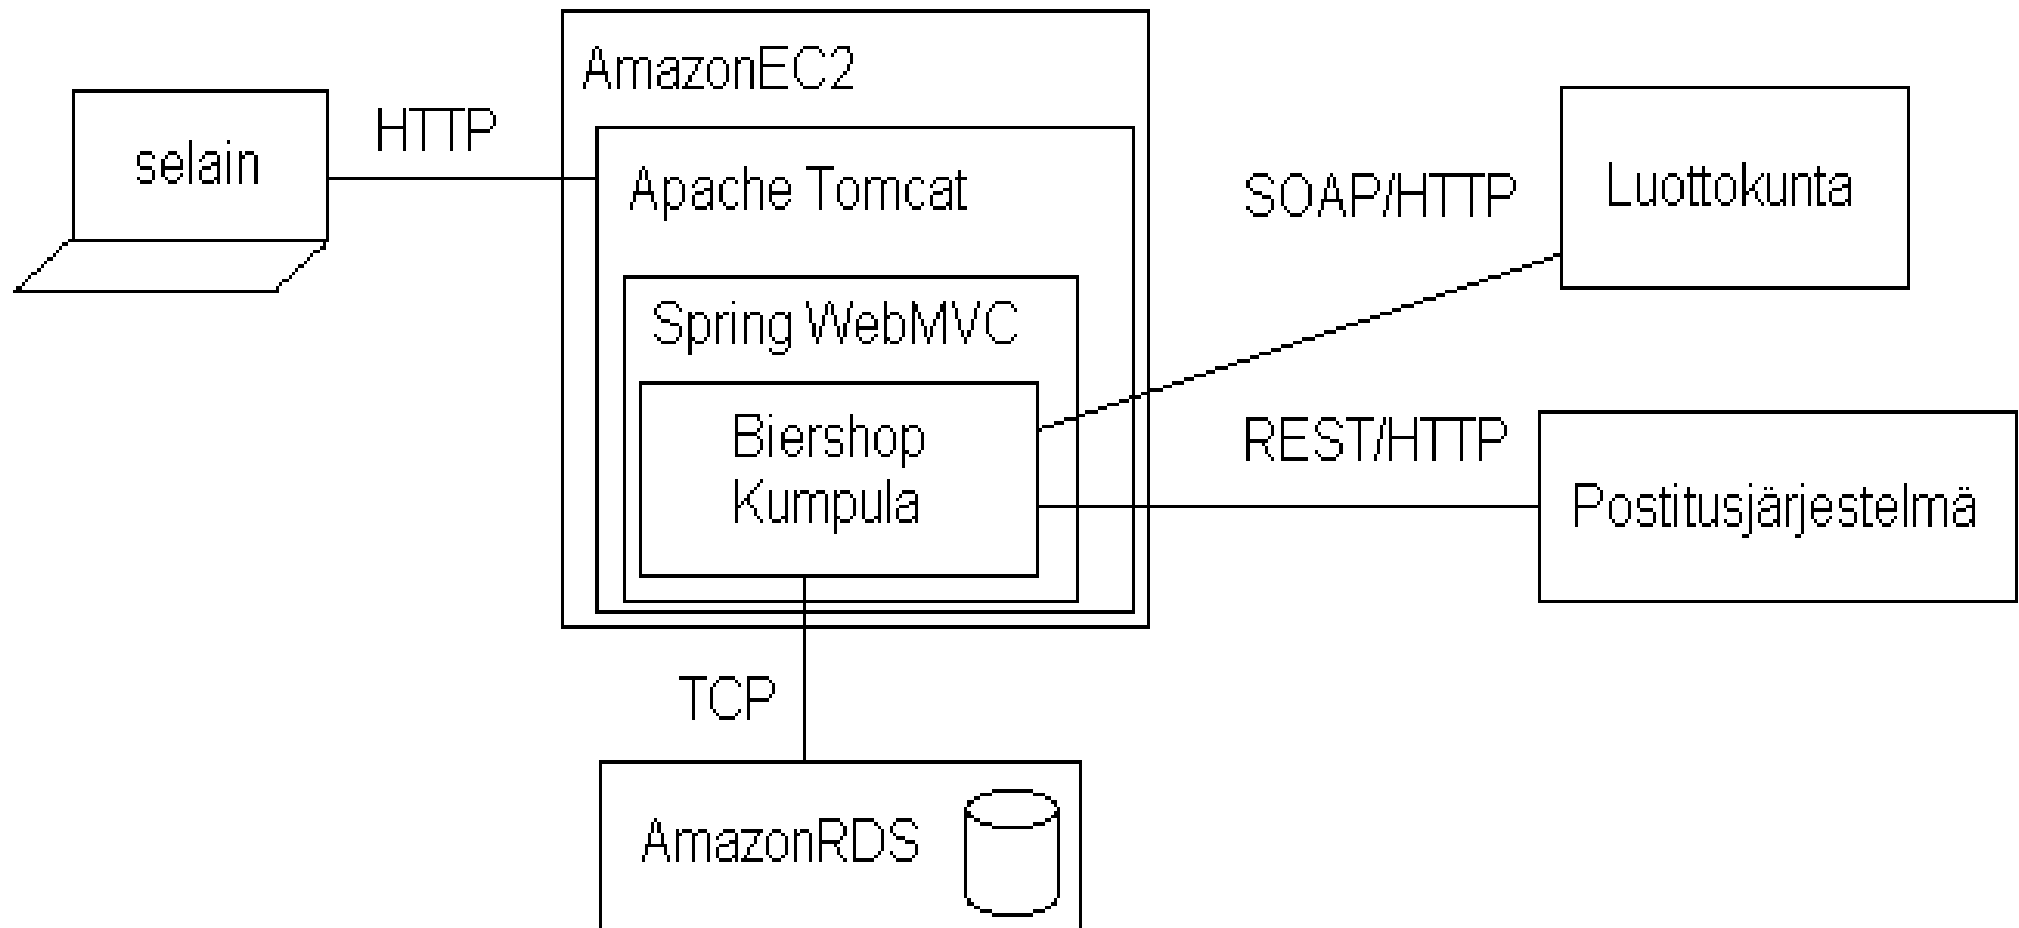 AmazonEC2
selain
HTTP
Apache Tomcat
SOAP/HTTP
Luottokunta
Spring WebMVC
Biershop
Kumpula
REST/HTTP
Postitusjärjestelmä
TCP
AmazonRDS